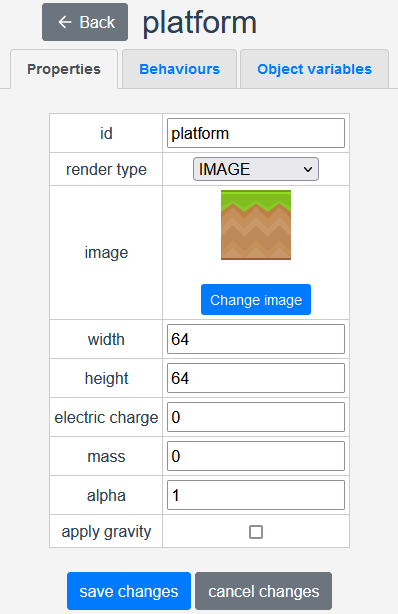 ← Back platform
Properties Behaviours Object variables
id platform
render type IMAGE
image
Change image
width 64
height 64
electric charge 0
mass 0
alpha 1
apply gravity
save changes cancel changes